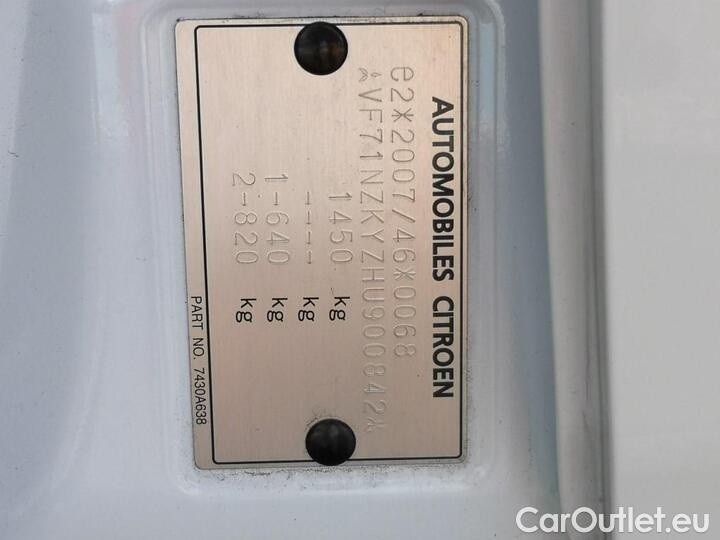 AUTOMOBILES CITROEN
e2*2007/46*0068
VF71NZKYZHU900842
1450 kg
---- kg
1-640 kg
2-820 kg
PART NO. 7430A638
CarOutlet.eu